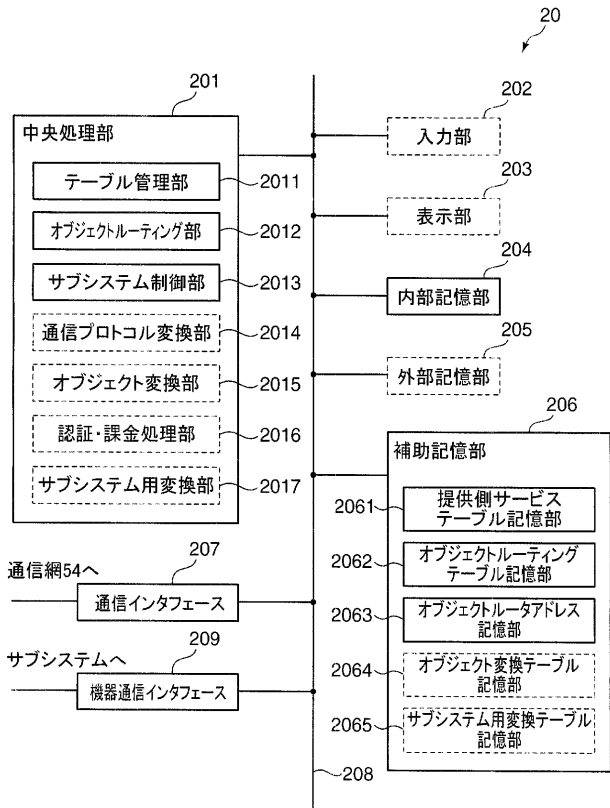 20
201
中央処理部
テーブル管理部
2011
オブジェクトルーティング部
2012
サブシステム制御部
2013
通信プロトコル変換部
2014
オブジェクト変換部
2015
認証・課金処理部
2016
サブシステム用変換部
2017
通信網54へ
207
通信インタフェース
サブシステムへ
209
機器通信インタフェース
202
入力部
203
表示部
204
内部記憶部
205
外部記憶部
206
補助記憶部
2061
提供側サービス
テーブル記憶部
2062
オブジェクトルーティング
テーブル記憶部
2063
オブジェクトルータアドレス
記憶部
2064
オブジェクト変換テーブル
記憶部
2065
サブシステム用変換テーブル
記憶部
208